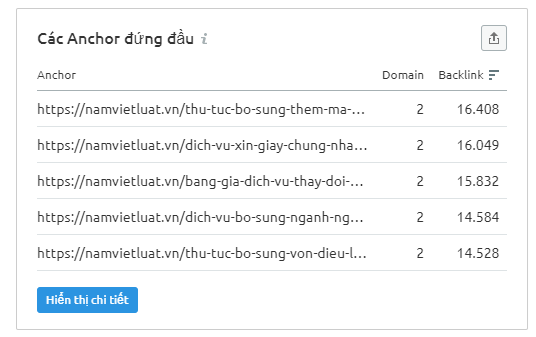 Các Anchor đứng đầu i
Anchor Domain Backlink
https://namvietluat.vn/thu-tuc-bo-sung-them-ma-... 2 16.408
https://namvietluat.vn/dich-vu-xin-giay-chung-nha... 2 16.049
https://namvietluat.vn/bang-gia-dich-vu-thay-doi-... 2 15.832
https://namvietluat.vn/dich-vu-bo-sung-nganh-ng... 2 14.584
https://namvietluat.vn/thu-tuc-bo-sung-von-dieu-l... 2 14.528
Hiển thị chi tiết